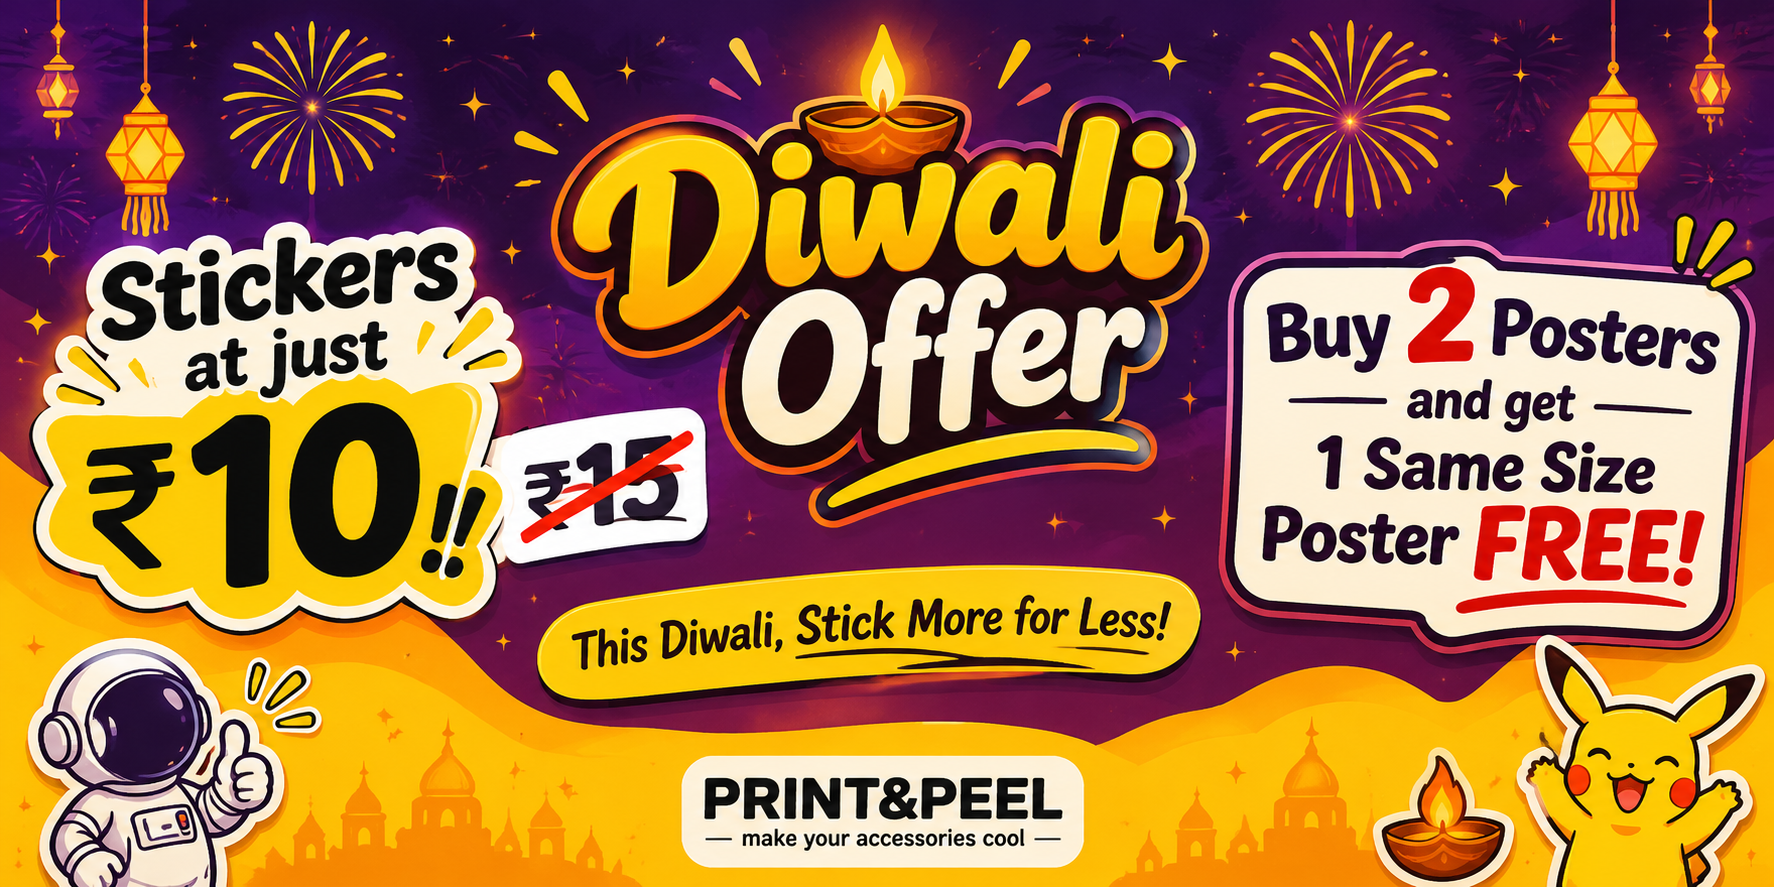 Diwali
Offer
Stickers
at just
₹10!!
₹15
Buy 2 Posters
and get
1 Same Size
Poster FREE!
This Diwali, Stick More for Less!
PRINT&PEEL
make your accessories cool